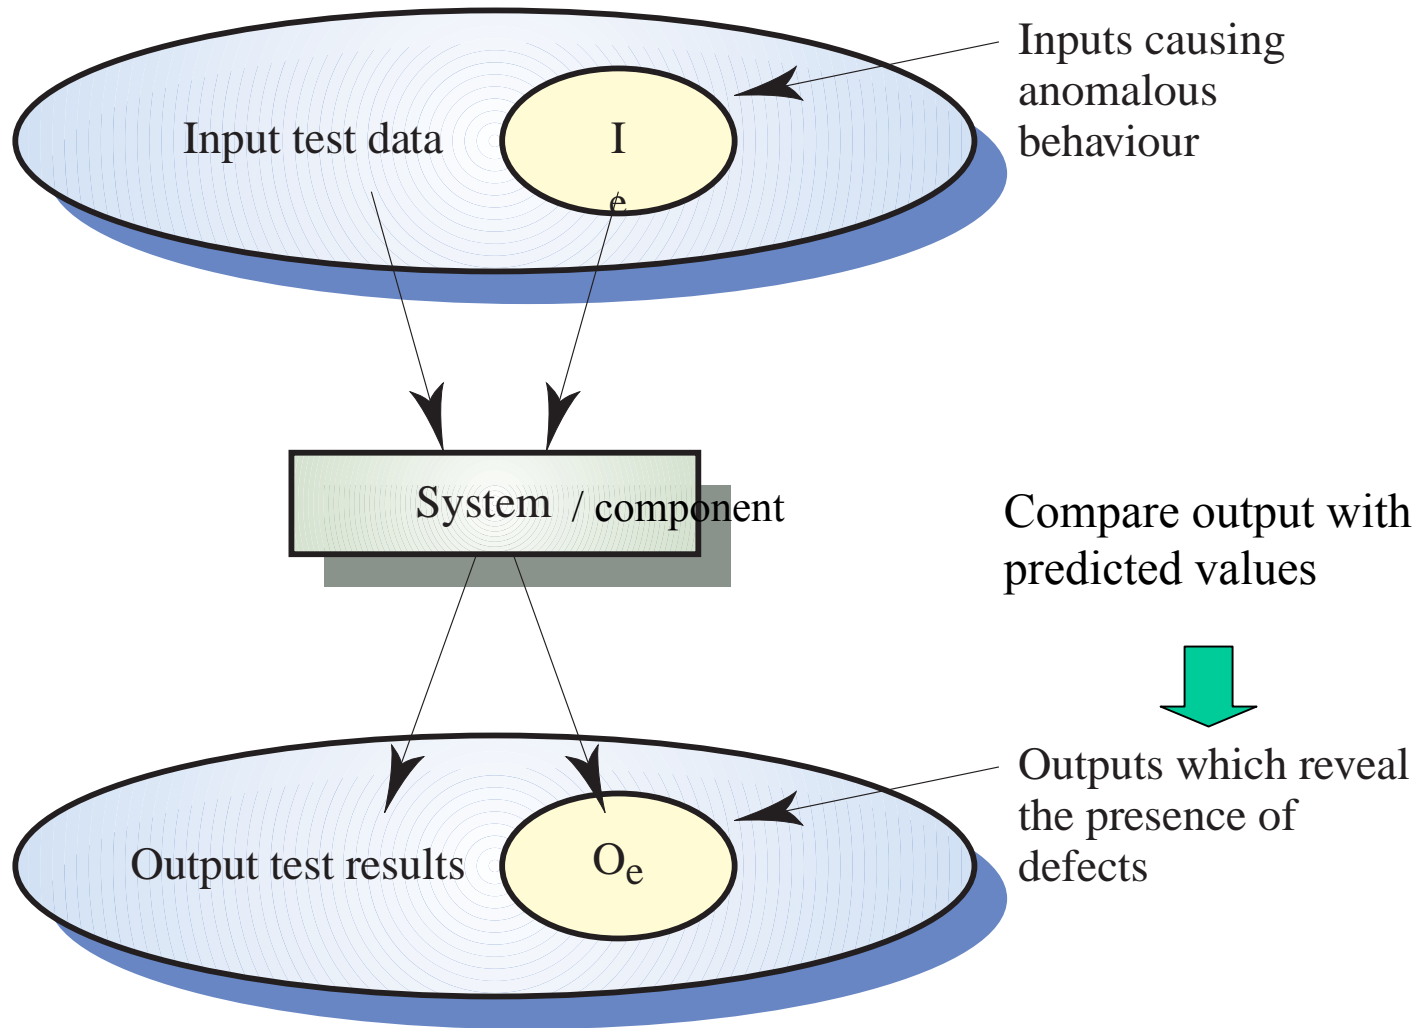 Inputs causing
anomalous
behaviour
Input test data
I
e
System / component
Compare output with
predicted values
Outputs which reveal
the presence of
defects
Output test results
Oe